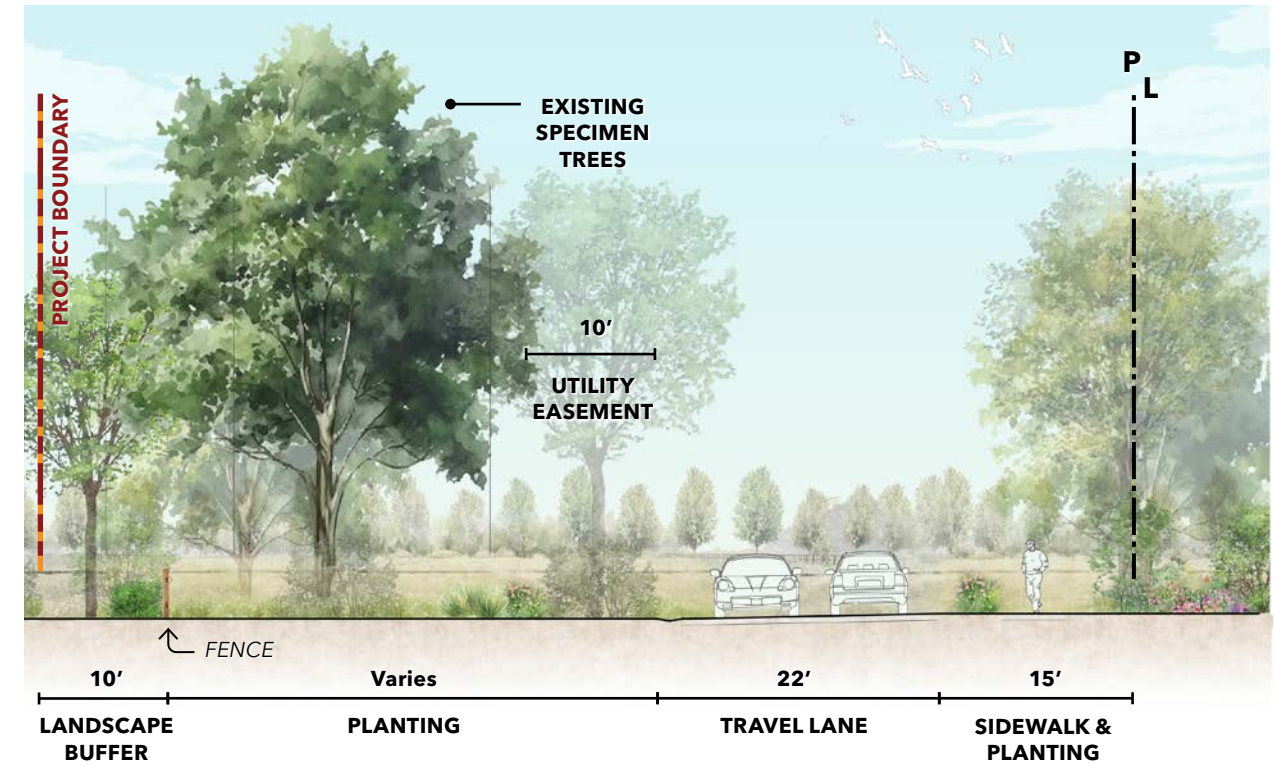 PROJECT BOUNDARY
EXISTING
SPECIMEN
TREES
P
L
10’
UTILITY
EASEMENT
FENCE
10’
Varies
22’
15’
LANDSCAPE
BUFFER
PLANTING
TRAVEL LANE
SIDEWALK &
PLANTING